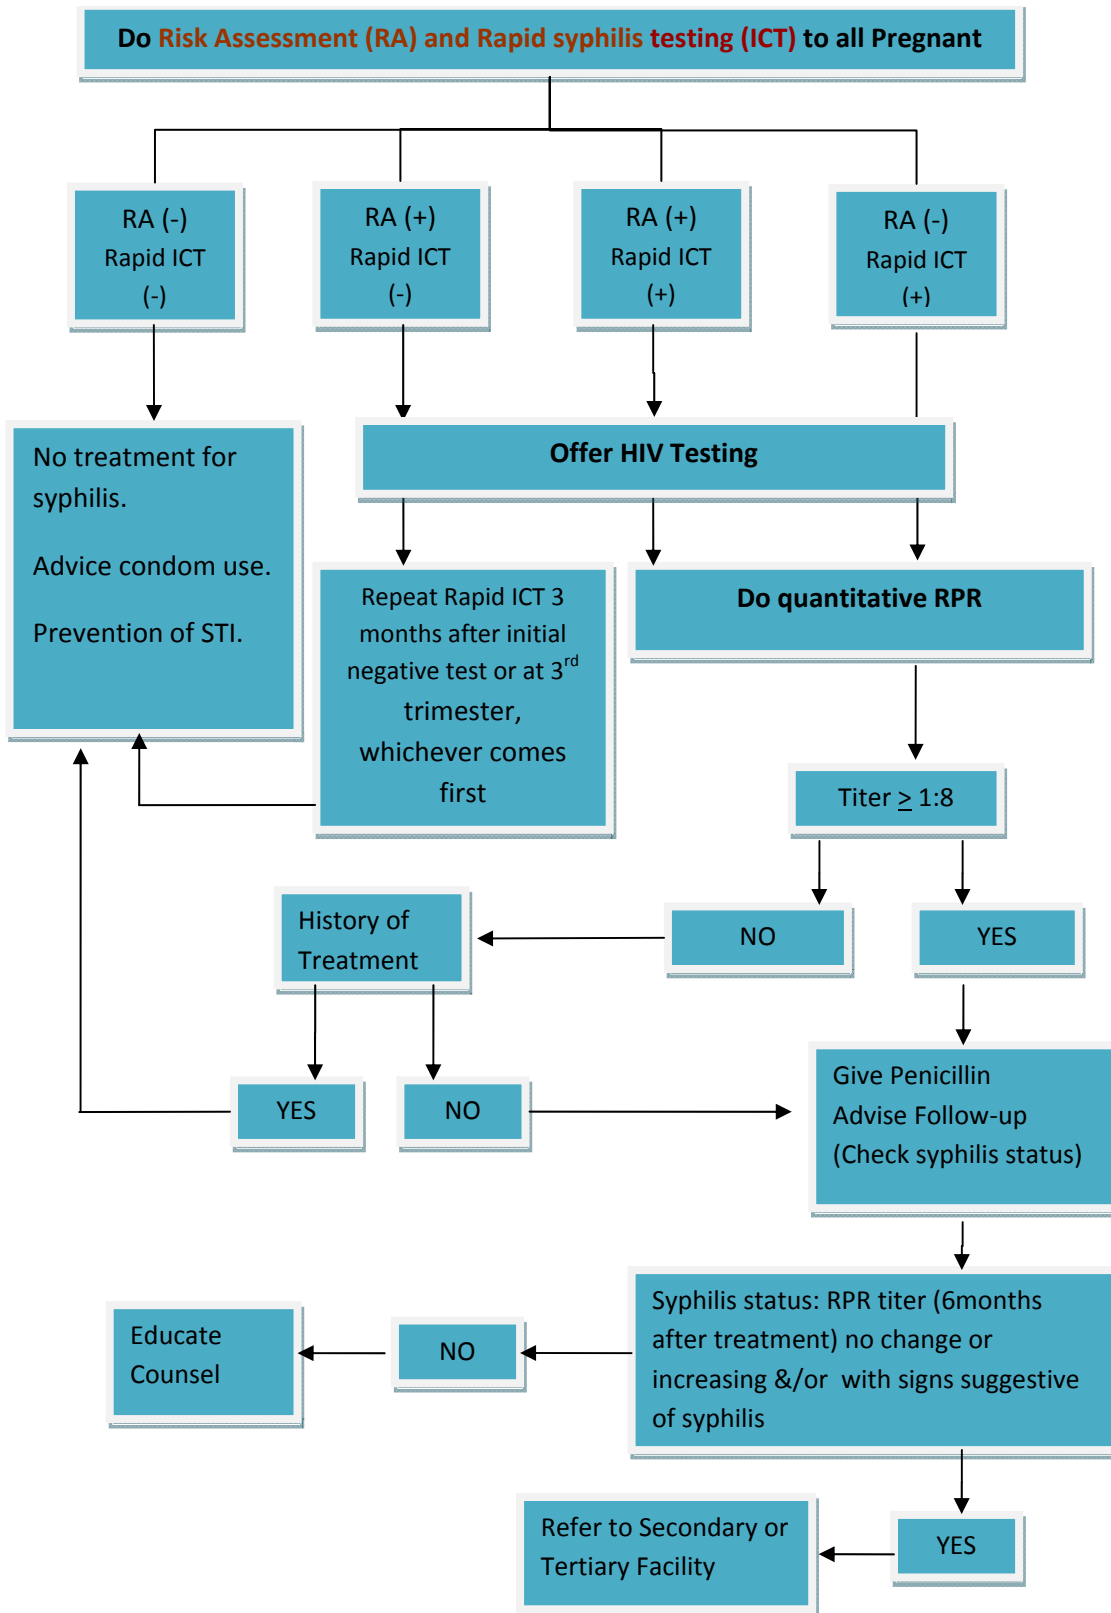 Do Risk Assessment (RA) and Rapid syphilis testing (ICT) to all Pregnant
RA (-)
Rapid ICT
(-)
RA (+)
Rapid ICT
(-)
RA (+)
Rapid ICT
(+)
RA (-)
Rapid ICT
(+)
No treatment for
syphilis.
Advice condom use.
Prevention of STI.
Offer HIV Testing
Repeat Rapid ICT 3
months after initial
negative test or at 3rd
trimester,
whichever comes
first
Do quantitative RPR
Titer ≥ 1:8
NO
YES
History of
Treatment
YES
NO
Give Penicillin
Advise Follow-up
(Check syphilis status)
Syphilis status: RPR titer (6months
after treatment) no change or
increasing &/or with signs suggestive
of syphilis
NO
Educate
Counsel
YES
Refer to Secondary or
Tertiary Facility